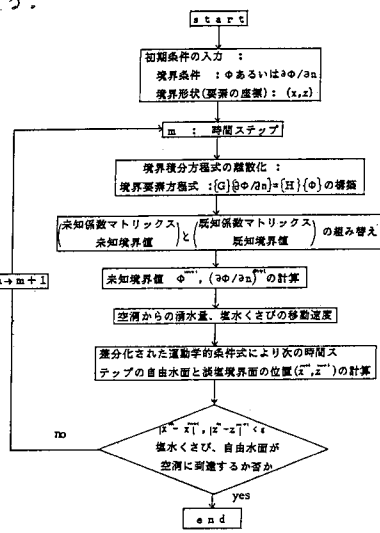 う.
start
初期条件の入力 :
境界条件 : Φあるいは∂Φ/∂n
境界形状(要素の座標): (x,z)
m : 時間ステップ
境界積分方程式の離散化 :
境界要素方程式 :{G}{∂Φ/∂n}={H}{Φ}の構築
(未知係数マトリックス 未知境界値)と(既知係数マトリックス 既知境界値)の組み替え
m→m+1
未知境界値 Φᵐ⁺¹, (∂Φ/∂n)ᵐ⁺¹の計算
空洞からの湧水量、塩水くさびの移動速度
差分化された運動学的条件式により次の時間ス
テップの自由水面と淡塩境界面の位置(xᵐ⁺¹,zᵐ⁺¹)の計算
塩水くさび、自由水面が
空洞に到達するか否か
no
yes
end